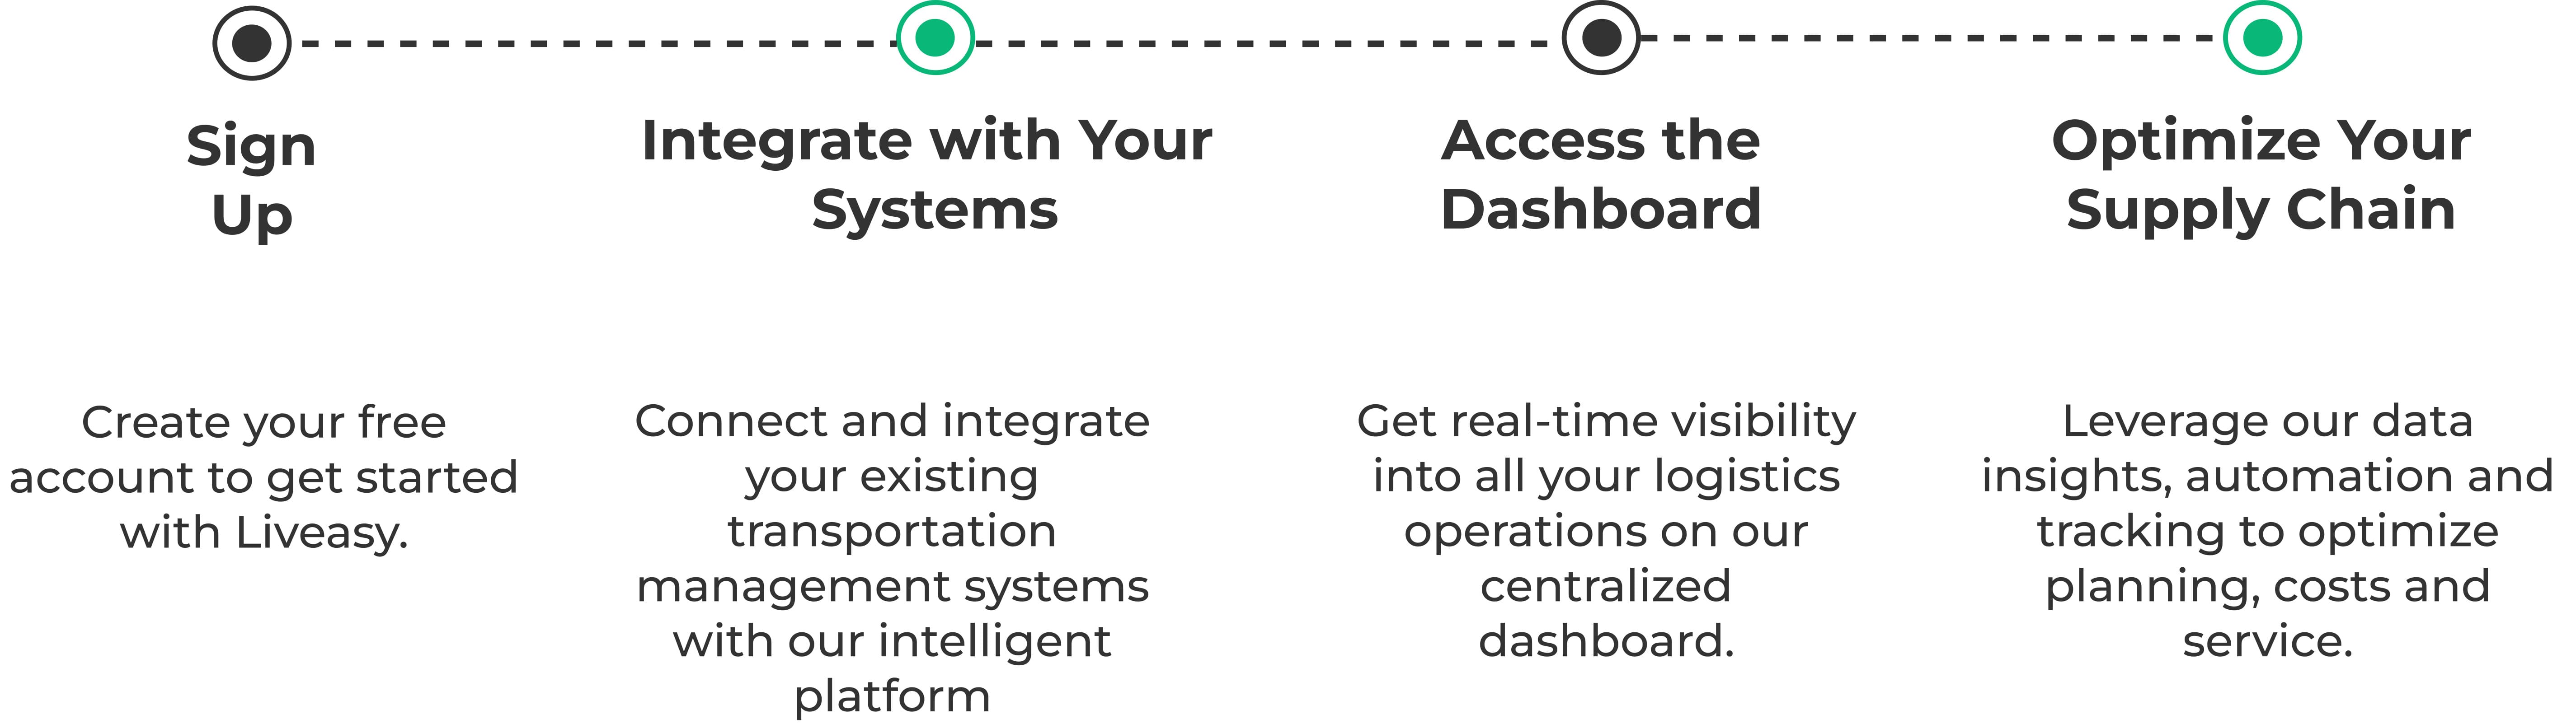 Sign
Up
Integrate with Your
Systems
Access the
Dashboard
Optimize Your
Supply Chain
Create your free
account to get started
with Liveasy.
Connect and integrate
your existing
transportation
management systems
with our intelligent
platform
Get real-time visibility
into all your logistics
operations on our
centralized
dashboard.
Leverage our data
insights, automation and
tracking to optimize
planning, costs and
service.